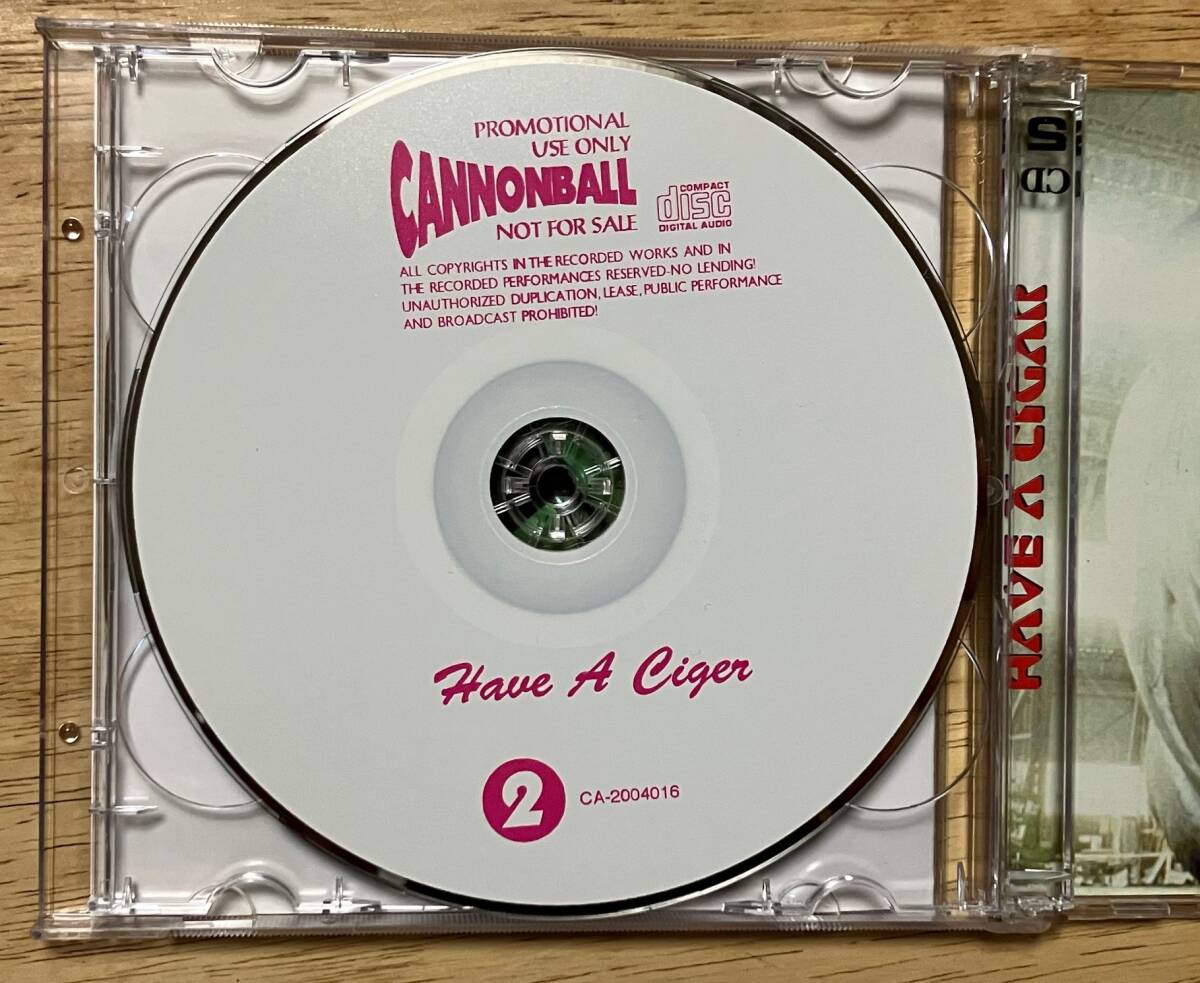 PROMOTIONAL
USE ONLY
CANNONBALL
NOT FOR SALE
COMPACT
disc
DIGITAL AUDIO
ALL COPYRIGHTS IN THE RECORDED WORKS AND IN
THE RECORDED PERFORMANCES RESERVED-NO LENDING!
UNAUTHORIZED DUPLICATION, LEASE, PUBLIC PERFORMANCE
AND BROADCAST PROHIBITED!
Have A Ciger
2
CA-2004016
2
CD
HAVE A CIGAR